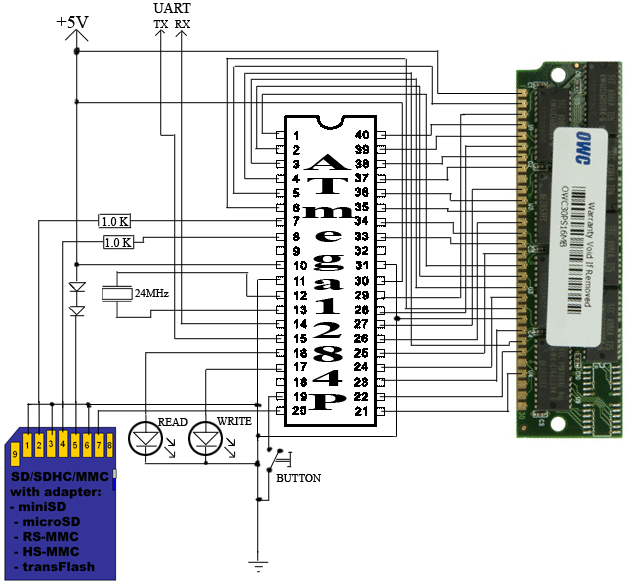 UART
+5V
TX RX
1 40
2 39
3 38
4 37
5 36
6 35
7 34
8 33
9 32
10 31
11 30
12 29
13 28
14 27
15 26
16 25
17 24
18 23
19 22
20 21
ATmega1284P
1.0 K
1.0 K
24MHz
READ
WRITE
BUTTON
9 1 2 3 4 5 6 7 8
SD/SDHC/MMC
with adapter:
- miniSD
- microSD
- RS-MMC
- HS-MMC
- transFlash
OWC
Warranty Void If Removed